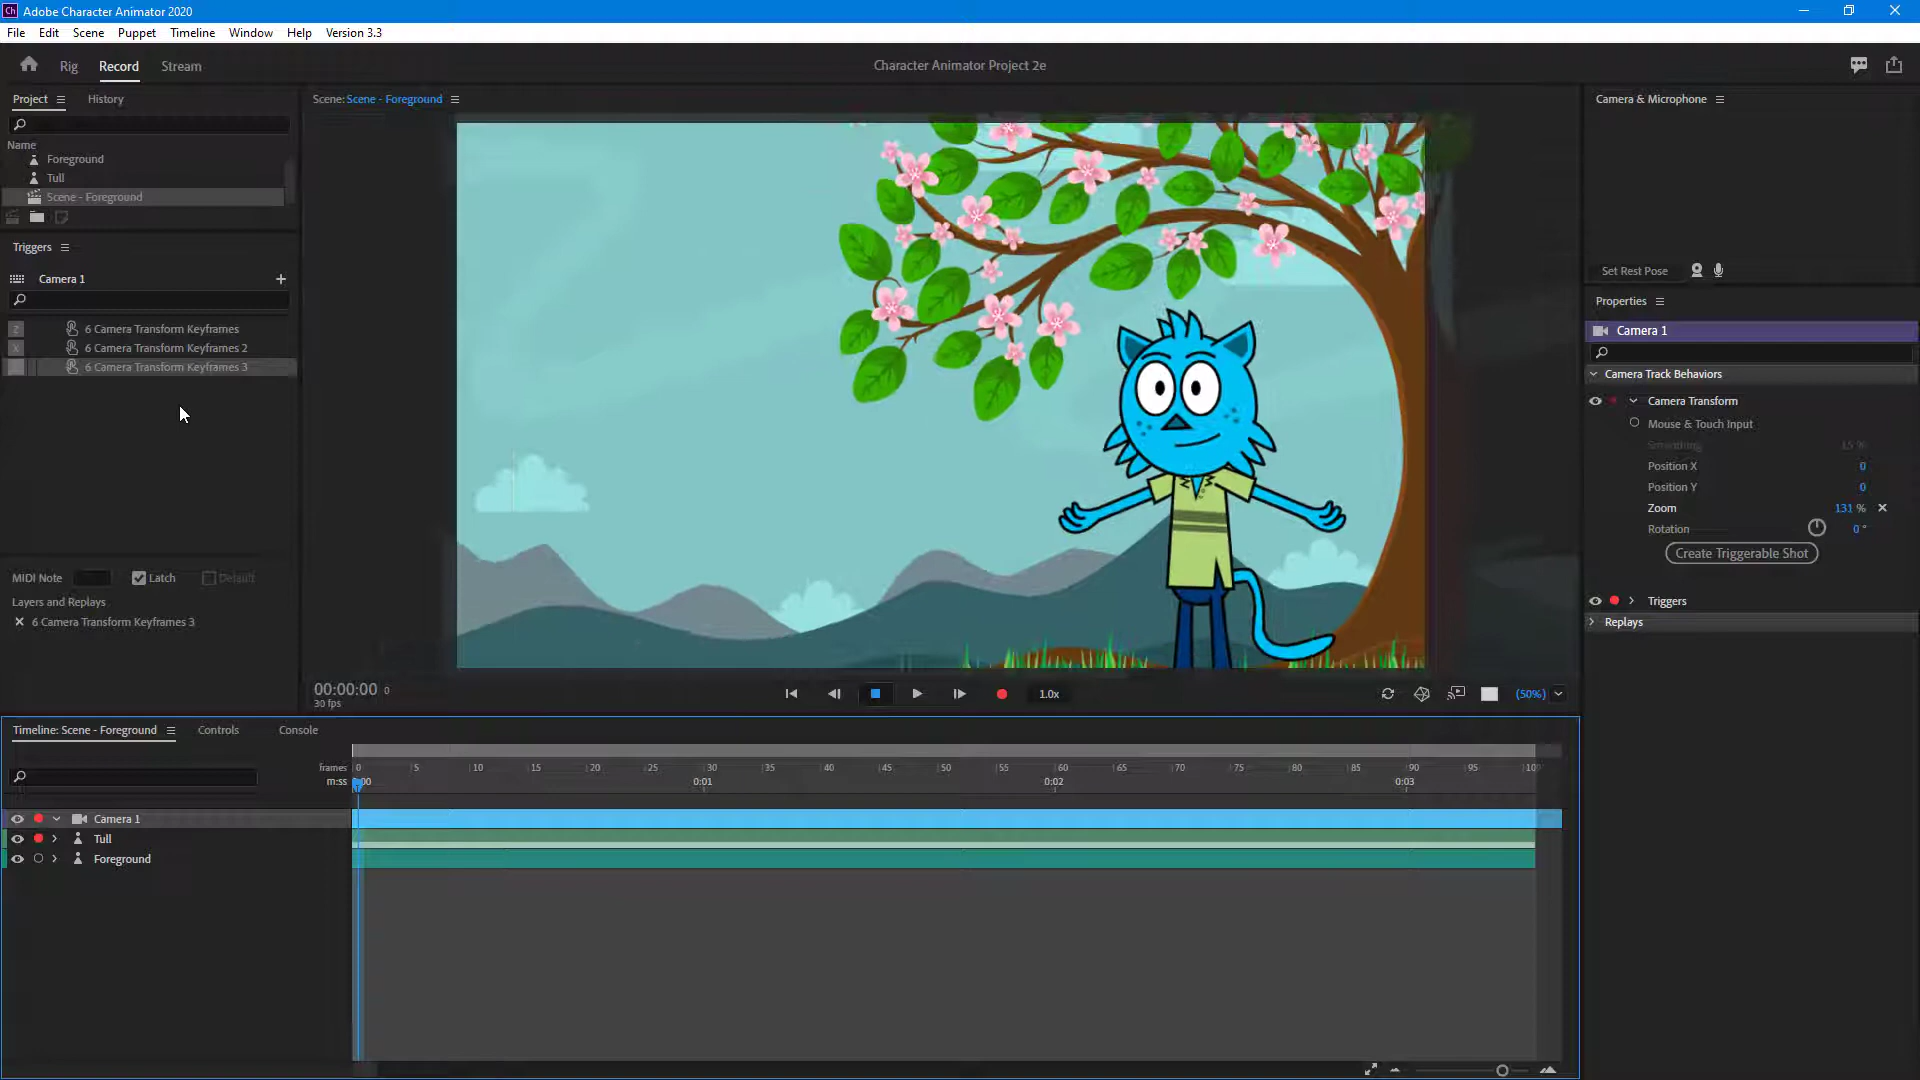 Ch Adobe Character Animator 2020
File Edit Scene Puppet Timeline Window Help Version 3.3
Rig Record Stream Character Animator Project 2e
Project History Scene: Scene - Foreground Camera & Microphone
Name
Foreground
Tull
Scene - Foreground
Triggers
Camera 1 +
Z 6 Camera Transform Keyframes
X 6 Camera Transform Keyframes 2
6 Camera Transform Keyframes 3
MIDI Note Latch Default
Layers and Replays
6 Camera Transform Keyframes 3
Set Rest Pose
Properties
Camera 1
Camera Track Behaviors
Camera Transform
Mouse & Touch Input
Smoothing 15 %
Position X 0
Position Y 0
Zoom 131 %
Rotation 0 °
Create Triggerable Shot
Triggers
Replays
00:00:00 0
30 fps
1.0x
(50%)
Timeline: Scene - Foreground Controls Console
frames 0 5 10 15 20 25 30 35 40 45 50 55 60 65 70 75 80 85 90 95 100
m:ss 0:00 0:01 0:02 0:03
Camera 1
Tull
Foreground